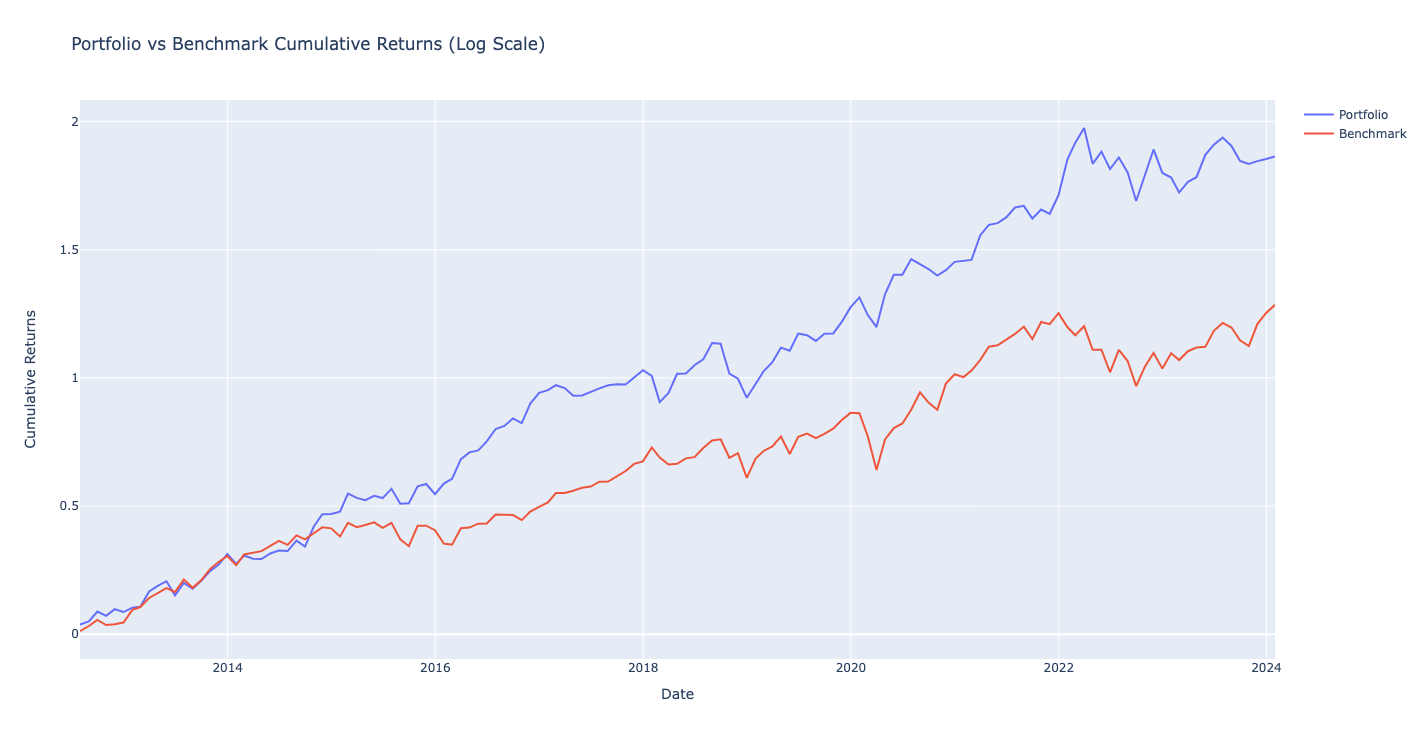 Portfolio vs Benchmark Cumulative Returns (Log Scale)
Portfolio
Benchmark
2
1.5
1
0.5
0
Cumulative Returns
2014 2016 2018 2020 2022 2024
Date